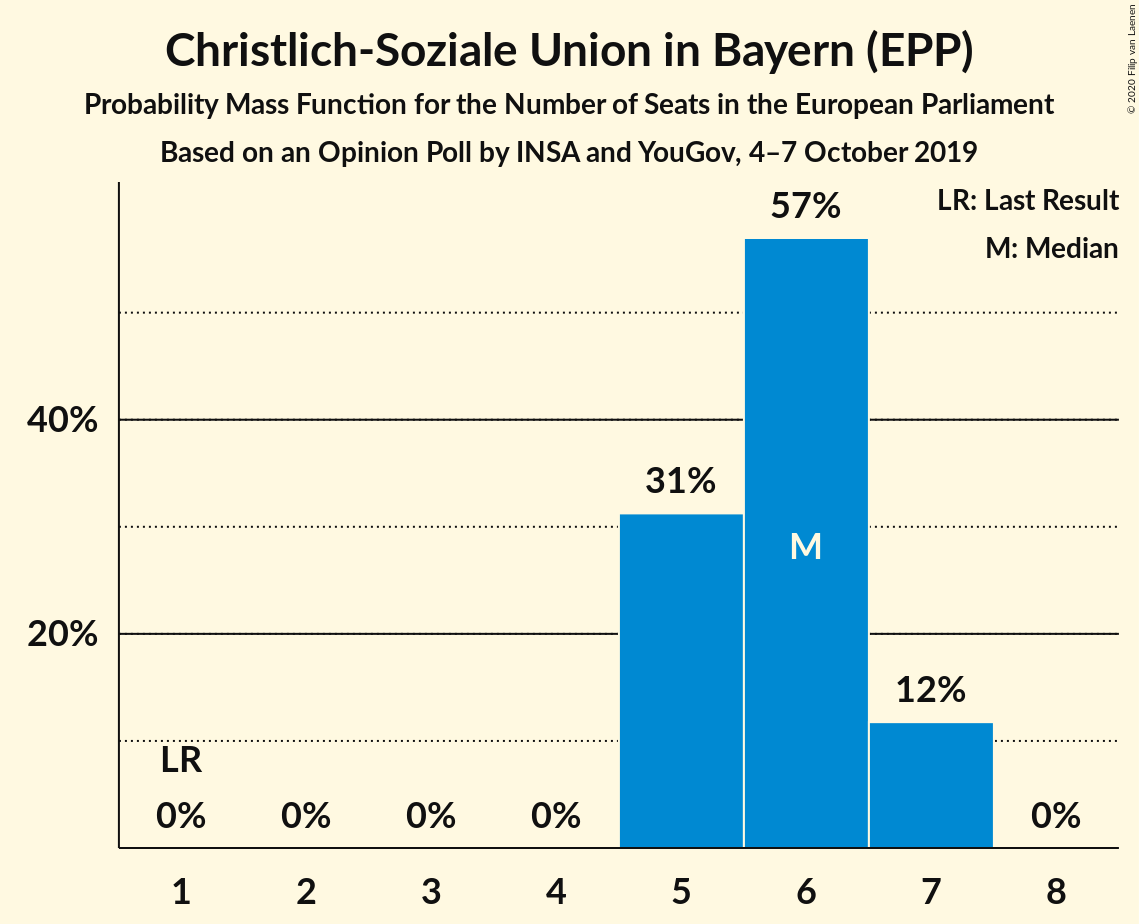 Christlich-Soziale Union in Bayern (EPP)
Probability Mass Function for the Number of Seats in the European Parliament
Based on an Opinion Poll by INSA and YouGov, 4–7 October 2019
© 2020 Filip van Laenen
LR: Last Result
M: Median
57%
40%
31%
M
20%
12%
LR
0% 0% 0% 0% 0%
1 2 3 4 5 6 7 8